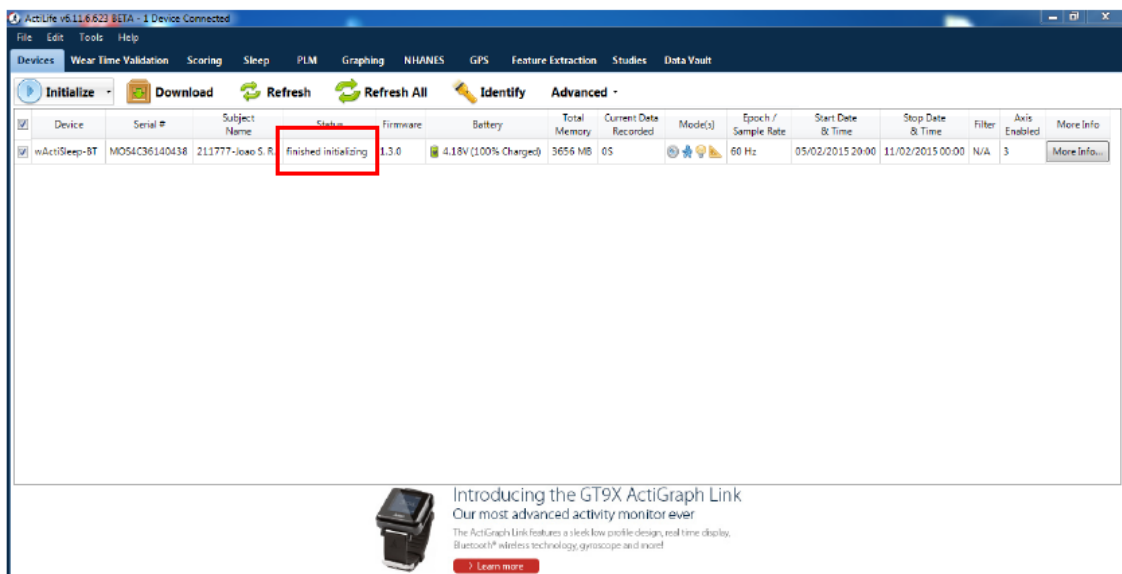 ActiLife v6.11.6.623 BETA - 1 Device Connected
File Edit Tools Help
Devices Wear Time Validation Scoring Sleep PLM Graphing NHANES GPS Feature Extraction Studies Data Vault
Initialize Download Refresh Refresh All Identify Advanced
Device Serial # Subject Name Status Firmware Battery Total Memory Current Data Recorded Mode(s) Epoch / Sample Rate Start Date & Time Stop Date & Time Filter Axis Enabled More Info
wActiSleep-BT MOS4C36140438 211777-Joao S. R. finished initializing 1.3.0 4.18V (100% Charged) 3656 MB 0S 60 Hz 05/02/2015 20:00 11/02/2015 00:00 N/A 3 More Info...
Introducing the GT9X ActiGraph Link
Our most advanced activity monitor ever
The ActiGraph Link features a sleek low profile design, real time display,
Bluetooth® wireless technology, gyroscope and more!
> Learn more